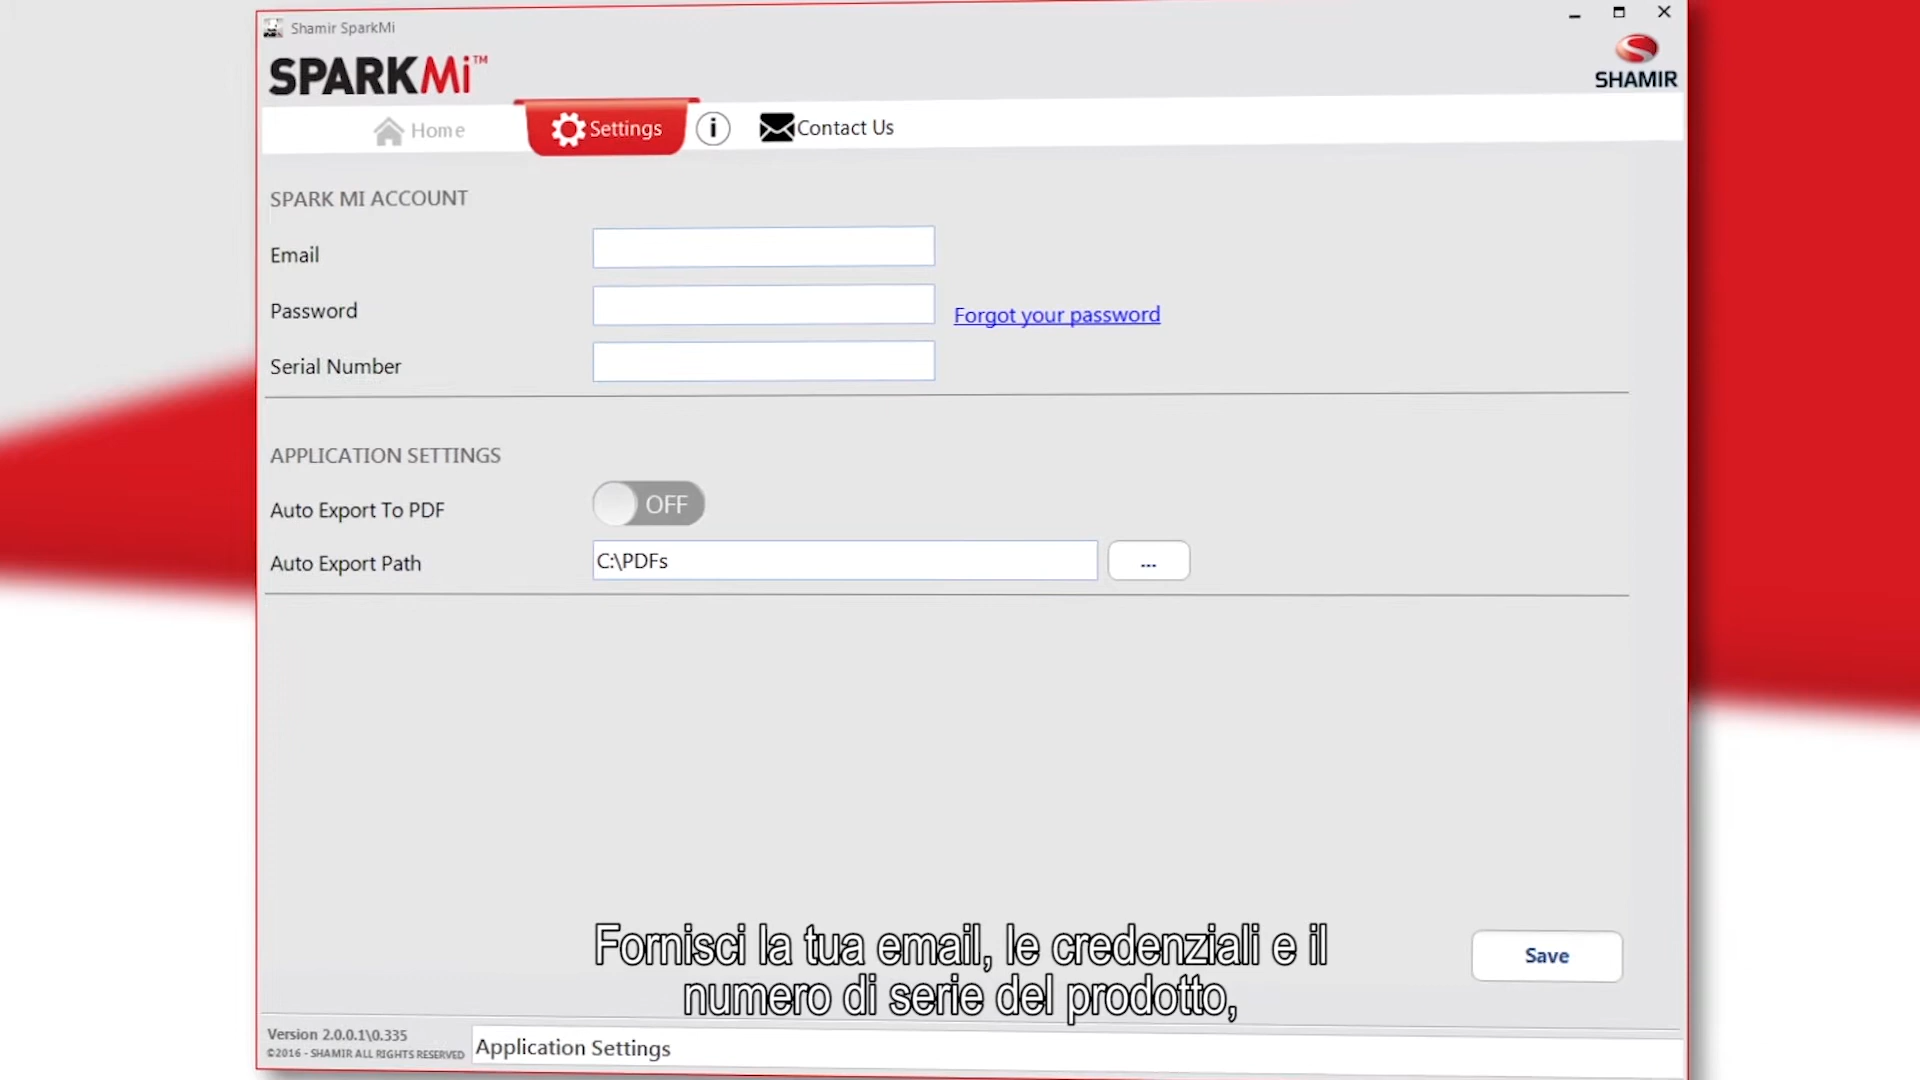 Shamir SparkMi
SPARKMi™
SHAMIR
Home
Settings
i
Contact Us
SPARK MI ACCOUNT
Email
Password
Forgot your password
Serial Number
APPLICATION SETTINGS
Auto Export To PDF
OFF
Auto Export Path
C:\PDFs
...
Fornisci la tua email, le credenziali e il
numero di serie del prodotto,
Save
Version 2.0.0.1\0.335
©2016 - SHAMIR ALL RIGHTS RESERVED
Application Settings